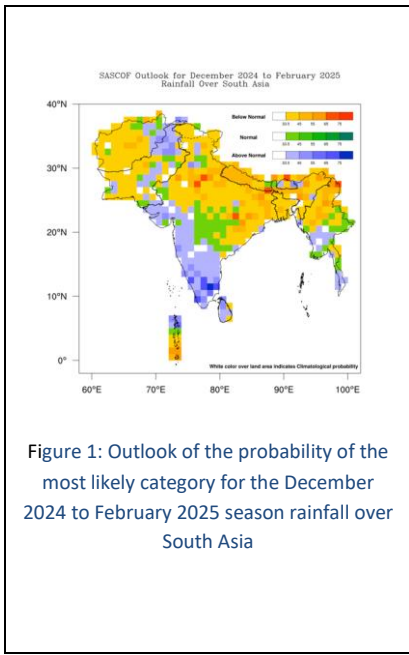 SASCOF Outlook for December 2024 to February 2025
Rainfall Over South Asia
40°N
30°N
20°N
10°N
0°
60°E 70°E 80°E 90°E 100°E
Below Normal
Normal
Above Normal
White color over land area indicates Climatological probability
Figure 1: Outlook of the probability of the
most likely category for the December
2024 to February 2025 season rainfall over
South Asia